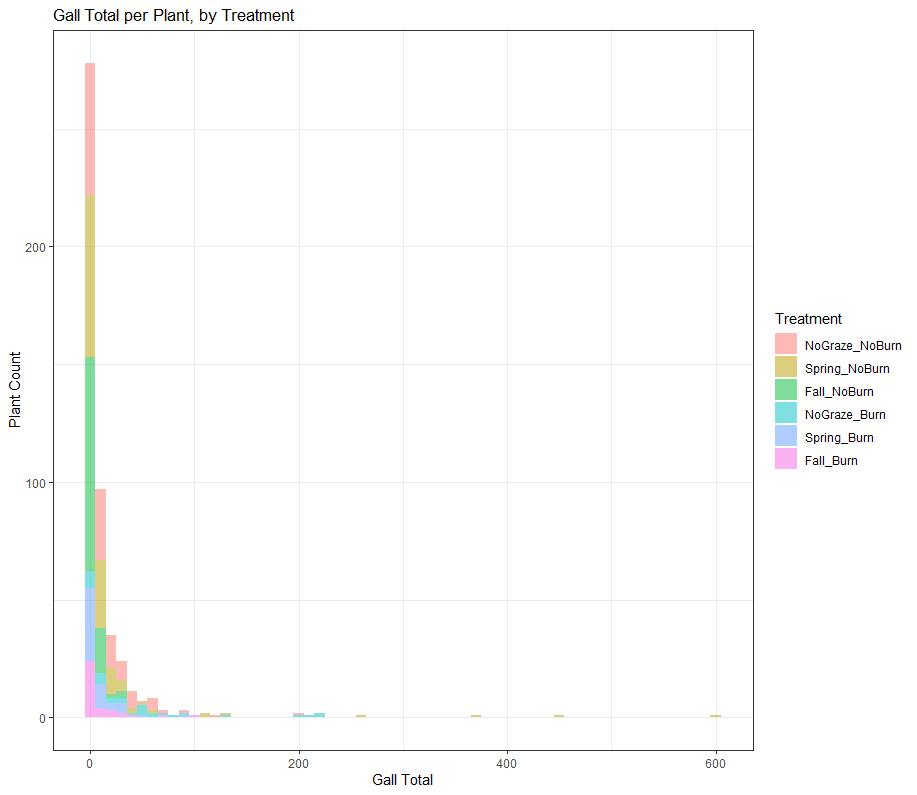 Gall Total per Plant, by Treatment
Plant Count
200
100
0
0 200 400 600
Gall Total
Treatment
NoGraze_NoBurn
Spring_NoBurn
Fall_NoBurn
NoGraze_Burn
Spring_Burn
Fall_Burn